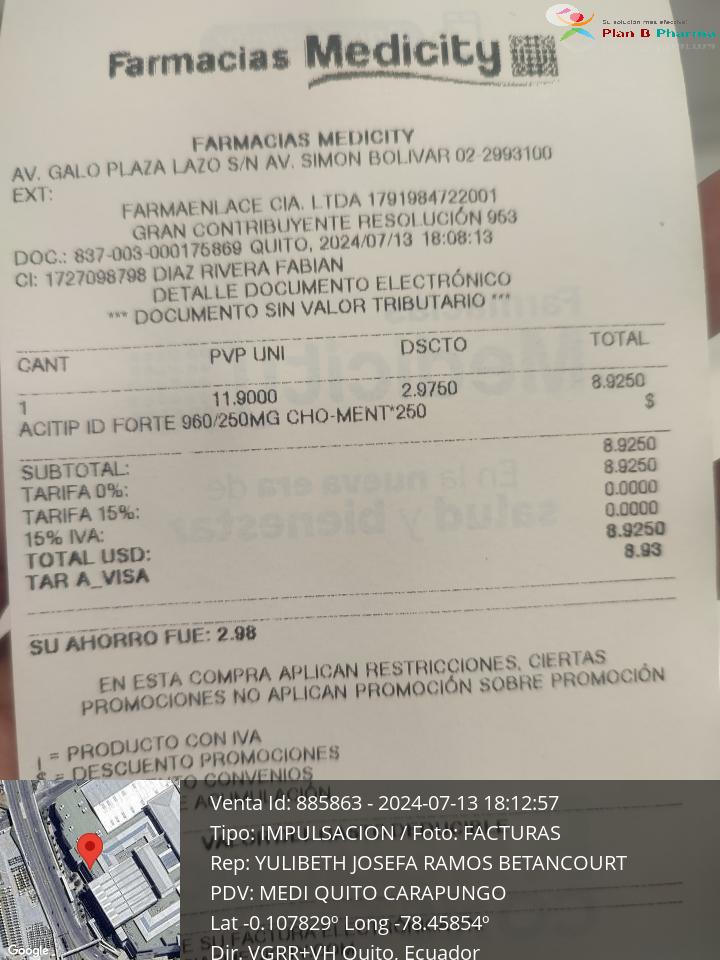 Su solución más efectiva!
Plan B Pharma
Farmacias Medicity
FARMACIAS MEDICITY
AV. GALO PLAZA LAZO S/N AV. SIMON BOLIVAR 02-2993100
EXT:
FARMAENLACE CIA. LTDA 1791984722001
GRAN CONTRIBUYENTE RESOLUCIÓN 953
DOC.: 837-003-000175869 QUITO, 2024/07/13 18:08:13
CI: 1727098798 DIAZ RIVERA FABIAN
DETALLE DOCUMENTO ELECTRÓNICO
*** DOCUMENTO SIN VALOR TRIBUTARIO ***
CANT PVP UNI DSCTO TOTAL
1 11.9000 2.9750 8.9250
ACITIP ID FORTE 960/250MG CHO-MENT*250 $
SUBTOTAL: 8.9250
TARIFA 0%: 8.9250
TARIFA 15%: 0.0000
15% IVA: 0.0000
TOTAL USD: 8.9250
TAR A_VISA 8.93
SU AHORRO FUE: 2.98
EN ESTA COMPRA APLICAN RESTRICCIONES, CIERTAS
PROMOCIONES NO APLICAN PROMOCIÓN SOBRE PROMOCIÓN
I = PRODUCTO CON IVA
$ = DESCUENTO PROMOCIONES
CONVENIOS
Venta Id: 885863 - 2024-07-13 18:12:57
Tipo: IMPULSACION / Foto: FACTURAS
Rep: YULIBETH JOSEFA RAMOS BETANCOURT
PDV: MEDI QUITO CARAPUNGO
Lat -0.107829º Long -78.45854º
Dir. VGRR+VH Quito, Ecuador
Google